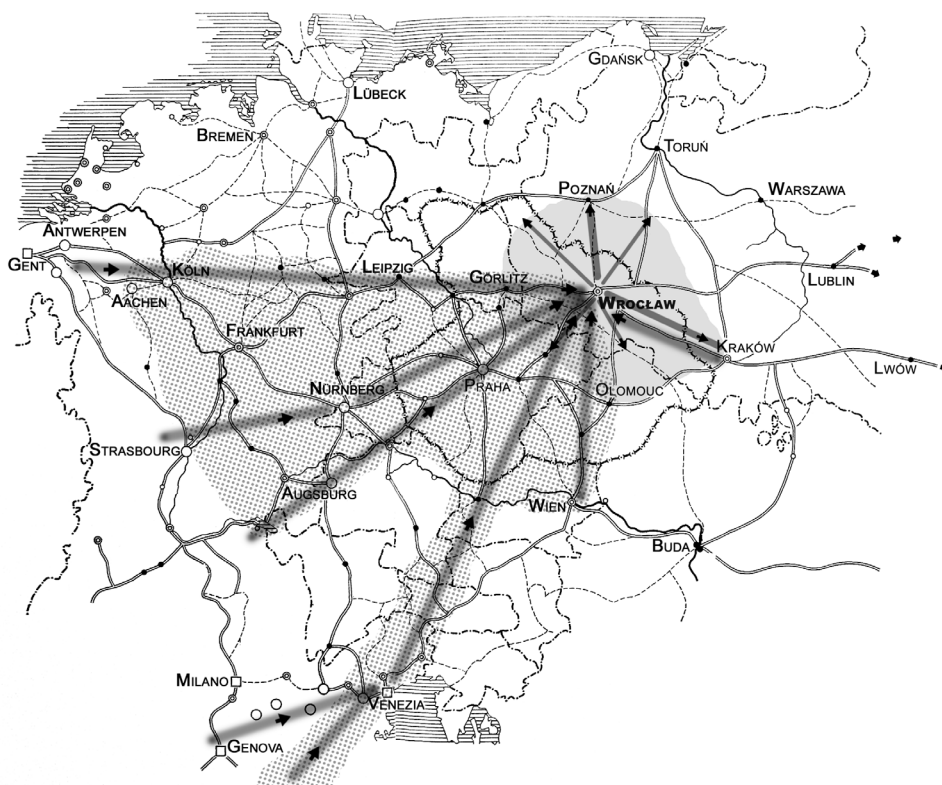 GDAŃSK
LÜBECK
BREMEN
TORUŃ
POZNAŃ
WARSZAWA
ANTWERPEN
GENT
KÖLN
LEIPZIG
GÖRLITZ
LUBLIN
AACHEN
WROCŁAW
FRANKFURT
KRAKÓW
LWÓW
NÜRNBERG
PRAHA
OLOMOUC
STRASBOURG
AUGSBURG
WIEN
BUDA
MILANO
VENEZIA
GENOVA